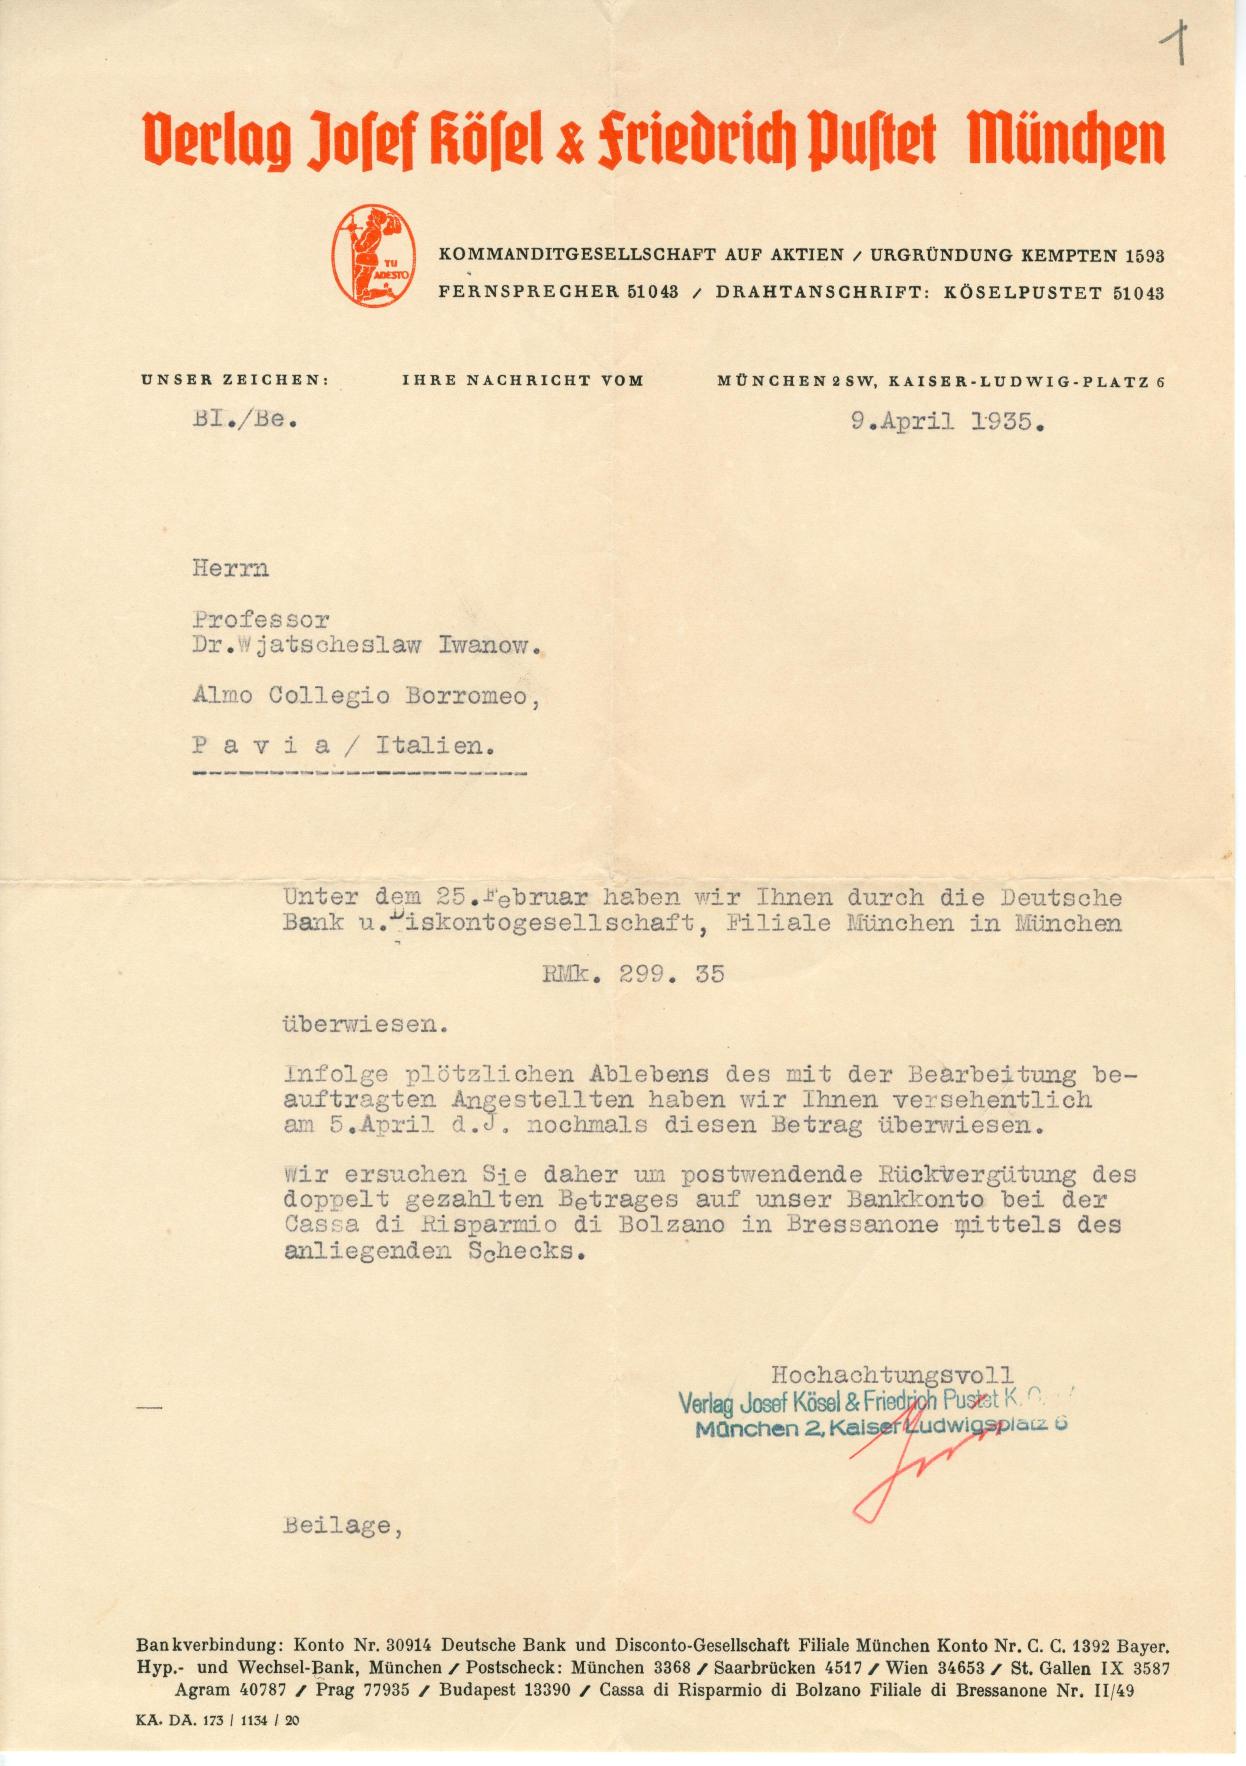 1
Verlag Josef Kösel & Friedrich Pustet München
TU
ADESTO
KOMMANDITGESELLSCHAFT AUF AKTIEN / URGRÜNDUNG KEMPTEN 1593
FERNSPRECHER 51043 / DRAHTANSCHRIFT: KÖSELPUSTET 51043
UNSER ZEICHEN: IHRE NACHRICHT VOM MÜNCHEN 2 SW, KAISER-LUDWIG-PLATZ 6
BI./Be. 9.April 1935.
Herrn
Professor
Dr.Wjatscheslaw Iwanow.
Almo Collegio Borromeo,
P a v i a / Italien.
Unter dem 25.Februar haben wir Ihnen durch die Deutsche
Bank u.Diskontogesellschaft, Filiale München in München
RMk. 299. 35
überwiesen.
Infolge plötzlichen Ablebens des mit der Bearbeitung be-
auftragten Angestellten haben wir Ihnen versehentlich
am 5.April d.J. nochmals diesen Betrag überwiesen.
Wir ersuchen Sie daher um postwendende Rückvergütung des
doppelt gezahlten Betrages auf unser Bankkonto bei der
Cassa di Risparmio di Bolzano in Bressanone mittels des
anliegenden Schecks.
Hochachtungsvoll
Verlag Josef Kösel & Friedrich Pustet K.
München 2, Kaiser Ludwigsplatz 6
Beilage,
Bankverbindung: Konto Nr. 30914 Deutsche Bank und Disconto-Gesellschaft Filiale München Konto Nr. C. C. 1392 Bayer.
Hyp.- und Wechsel-Bank, München / Postscheck: München 3368 / Saarbrücken 4517 / Wien 34653 / St. Gallen IX 3587
Agram 40787 / Prag 77935 / Budapest 13390 / Cassa di Risparmio di Bolzano Filiale di Bressanone Nr. II/49
KA. DA. 173 / 1134 / 20